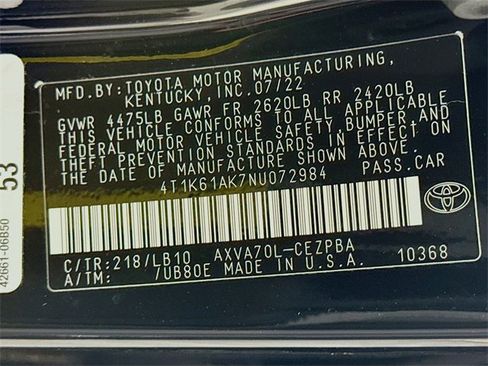 MFD.BY: TOYOTA MOTOR MANUFACTURING,
KENTUCKY, INC. 07/22
GVWR 4475LB GAWR FR 2620LB RR 2420LB
THIS VEHICLE CONFORMS TO ALL APPLICABLE
FEDERAL MOTOR VEHICLE SAFETY, BUMPER, AND
THEFT PREVENTION STANDARDS IN EFFECT ON
THE DATE OF MANUFACTURE SHOWN ABOVE.
4T1K61AK7NU072984 PASS.CAR
C/TR:218/LB10 AXVA70L-CEZPBA
A/TM: 7UB80E MADE IN U.S.A. 10368
53
42661-06B50